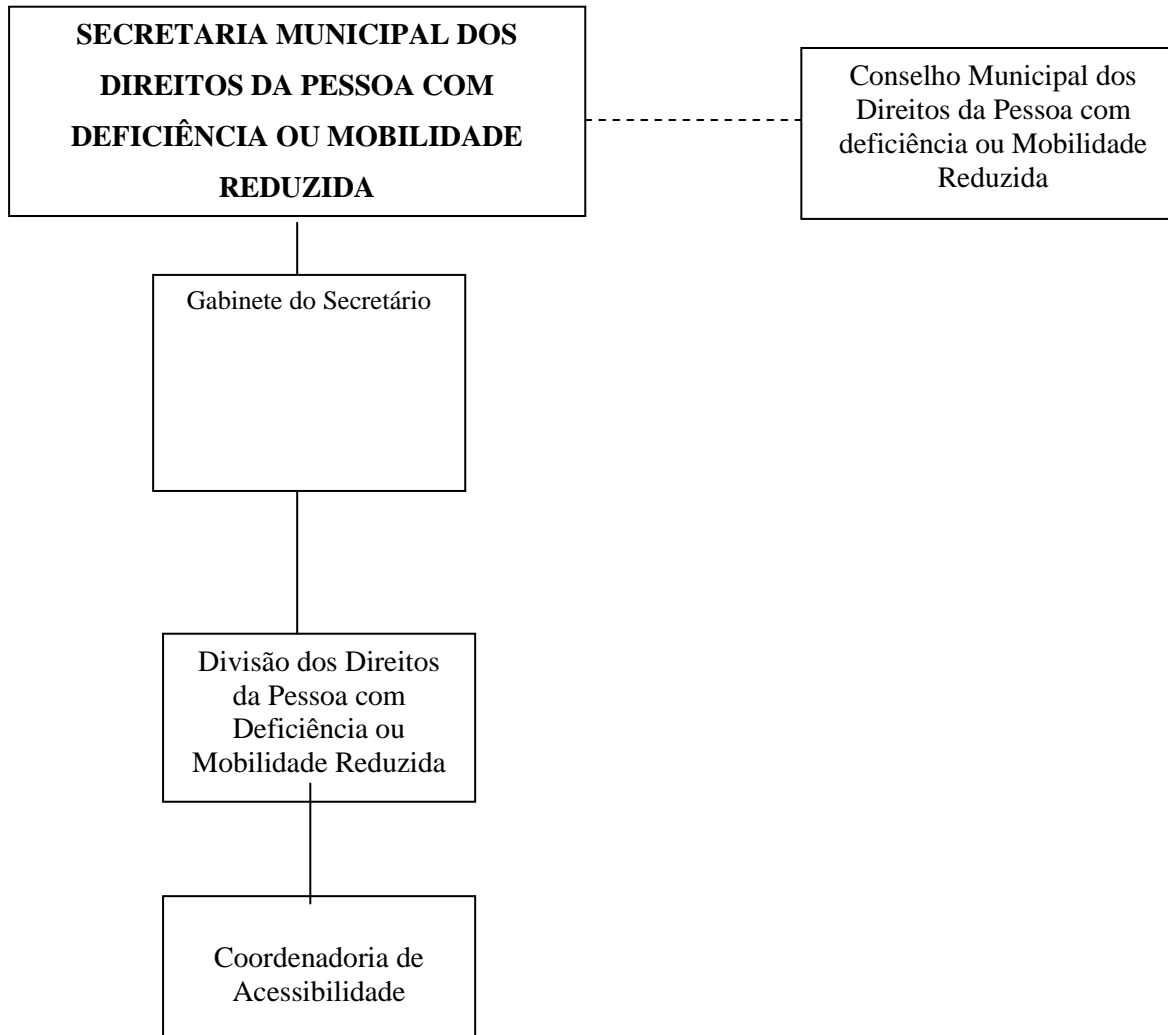 SECRETARIA MUNICIPAL DOS
DIREITOS DA PESSOA COM
DEFICIÊNCIA OU MOBILIDADE
REDUZIDA
Conselho Municipal dos
Direitos da Pessoa com
deficiência ou Mobilidade
Reduzida
Gabinete do Secretário
Divisão dos Direitos
da Pessoa com
Deficiência ou
Mobilidade Reduzida
Coordenadoria de
Acessibilidade